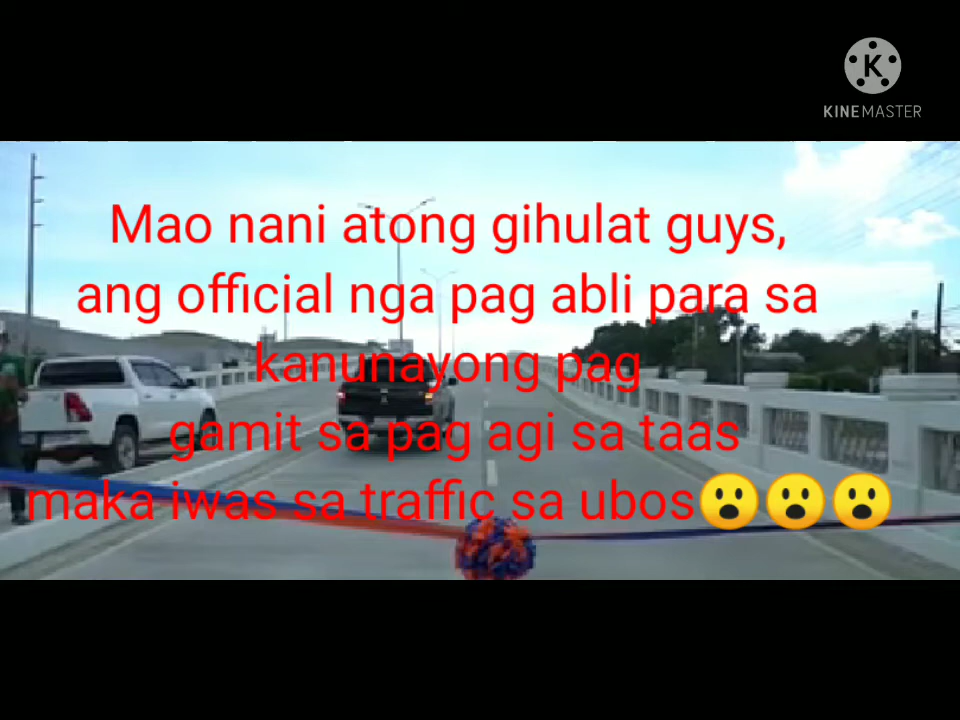 KINEMASTER
Mao nani atong gihulat guys,
ang official nga pag abli para sa
kanunayong pag
gamit sa pag agi sa taas
maka iwas sa traffic sa ubos😮😮😮